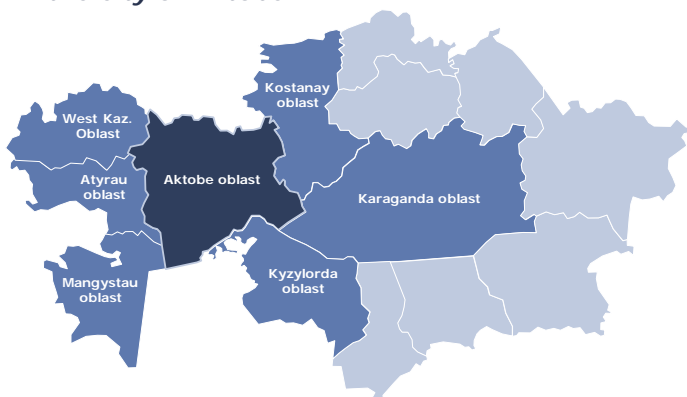 Kostanay
oblast
West Kaz.
Oblast
Atyrau
oblast
Aktobe oblast
Karaganda oblast
Mangystau
oblast
Kyzylorda
oblast